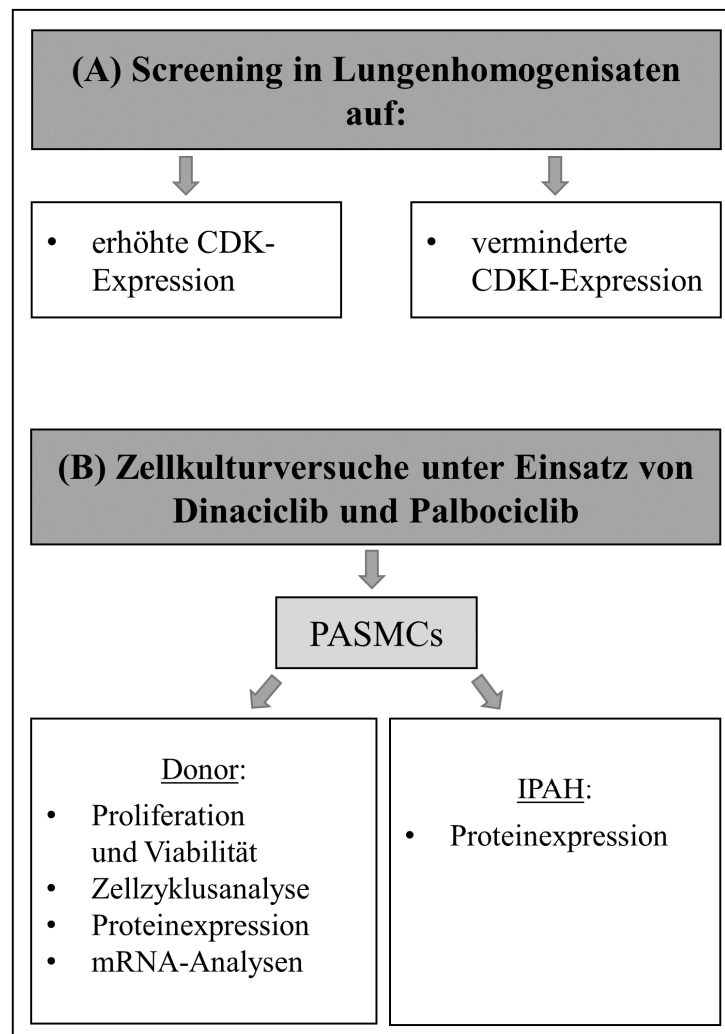 (A) Screening in Lungenhomogenisaten
auf:
• erhöhte CDK-
Expression
• verminderte
CDKI-Expression
(B) Zellkulturversuche unter Einsatz von
Dinaciclib und Palbociclib
PASMCs
Donor:
• Proliferation
und Viabilität
• Zellzyklusanalyse
• Proteinexpression
• mRNA-Analysen
IPAH:
• Proteinexpression